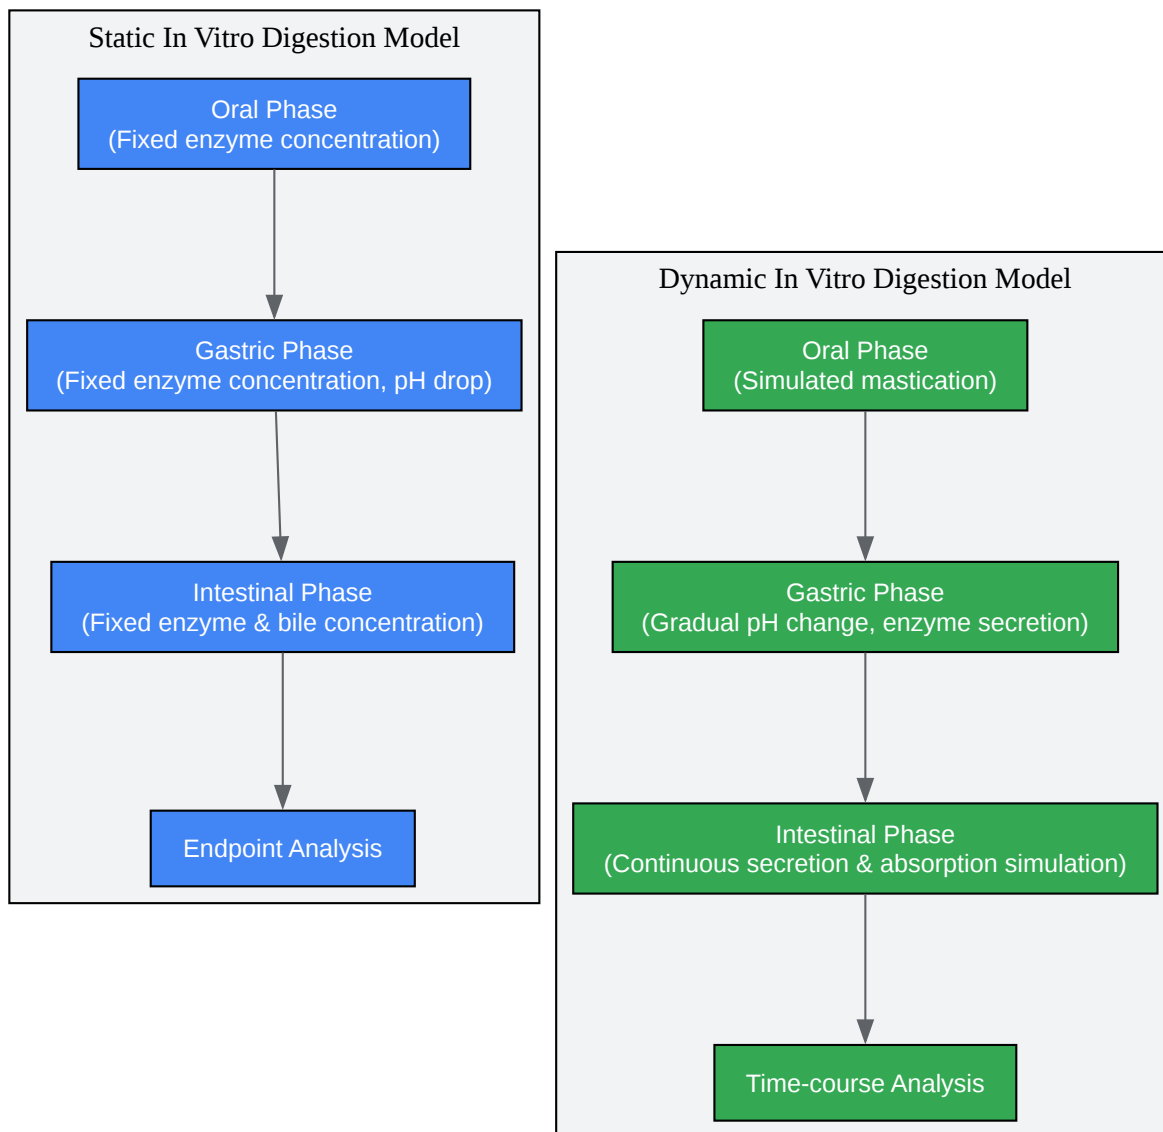 Static In Vitro Digestion Model
Oral Phase
(Fixed enzyme concentration)
Gastric Phase
(Fixed enzyme concentration, pH drop)
Intestinal Phase
(Fixed enzyme & bile concentration)
Endpoint Analysis
Dynamic In Vitro Digestion Model
Oral Phase
(Simulated mastication)
Gastric Phase
(Gradual pH change, enzyme secretion)
Intestinal Phase
(Continuous secretion & absorption simulation)
Time-course Analysis